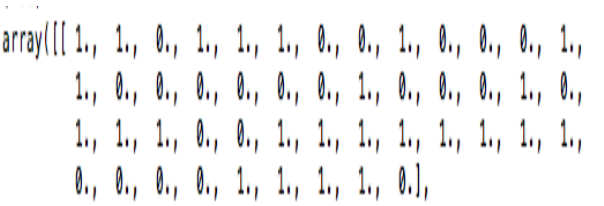 array([[ 1., 1., 0., 1., 1., 1., 0., 0., 1., 0., 0., 0., 1.,
1., 0., 0., 0., 0., 0., 0., 1., 0., 0., 0., 1., 0.,
1., 1., 1., 0., 0., 1., 1., 1., 1., 1., 1., 1., 1.,
0., 0., 0., 0., 1., 1., 1., 1., 0.],